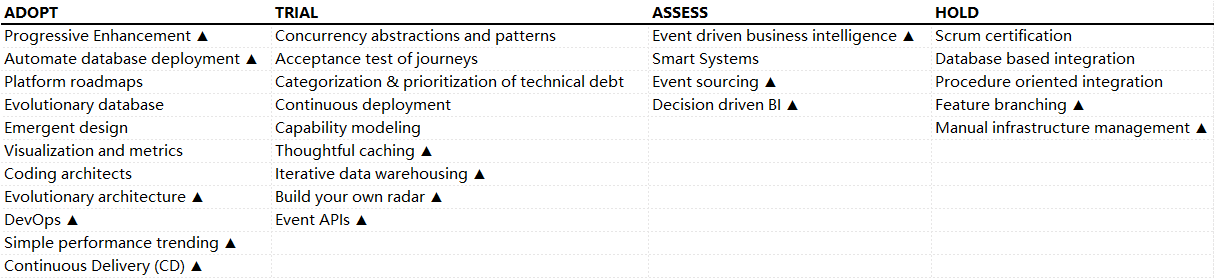 ADOPT TRIAL ASSESS HOLD
Progressive Enhancement ▲ Concurrency abstractions and patterns Event driven business intelligence ▲ Scrum certification
Automate database deployment ▲ Acceptance test of journeys Smart Systems Database based integration
Platform roadmaps Categorization & prioritization of technical debt Event sourcing ▲ Procedure oriented integration
Evolutionary database Continuous deployment Decision driven BI ▲ Feature branching ▲
Emergent design Capability modeling Manual infrastructure management ▲
Visualization and metrics Thoughtful caching ▲
Coding architects Iterative data warehousing ▲
Evolutionary architecture ▲ Build your own radar ▲
DevOps ▲ Event APIs ▲
Simple performance trending ▲
Continuous Delivery (CD) ▲